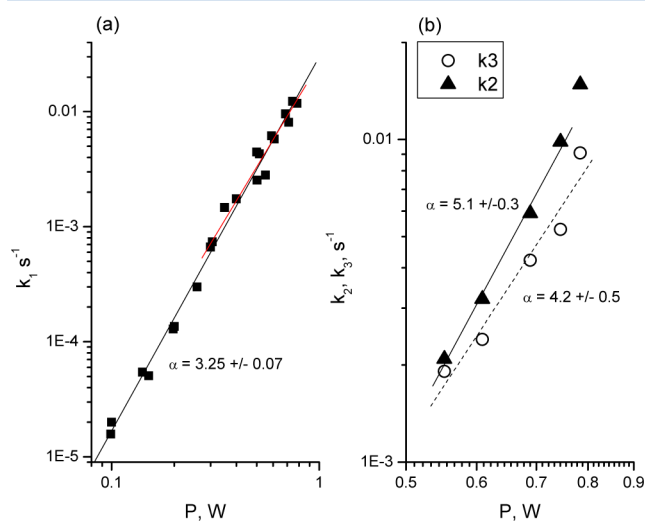 (a)
0.01
1E-3
1E-4
1E-5
k₁ s⁻¹
α = 3.25 +/- 0.07
0.1
1
P, W
(b)
k3
k2
0.01
1E-3
k₂, k₃, s⁻¹
α = 5.1 +/-0.3
α = 4.2 +/- 0.5
0.5
0.6
0.7
0.8
0.9
P, W